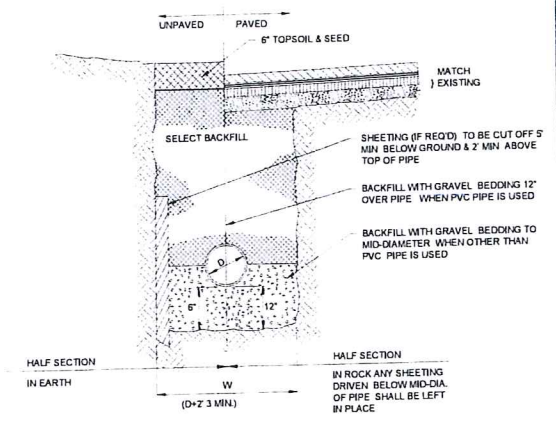 UNPAVED PAVED
6" TOPSOIL & SEED
MATCH
} EXISTING
SELECT BACKFILL
SHEETING (IF REQ'D) TO BE CUT OFF 5'
MIN BELOW GROUND & 2' MIN ABOVE
TOP OF PIPE
BACKFILL WITH GRAVEL BEDDING 12"
OVER PIPE WHEN PVC PIPE IS USED
BACKFILL WITH GRAVEL BEDDING TO
MID-DIAMETER WHEN OTHER THAN
PVC PIPE IS USED
D
6" 12"
HALF SECTION
IN EARTH
W
(D+2' 3 MIN.)
HALF SECTION
IN ROCK ANY SHEETING
DRIVEN BELOW MID-DIA.
OF PIPE SHALL BE LEFT
IN PLACE